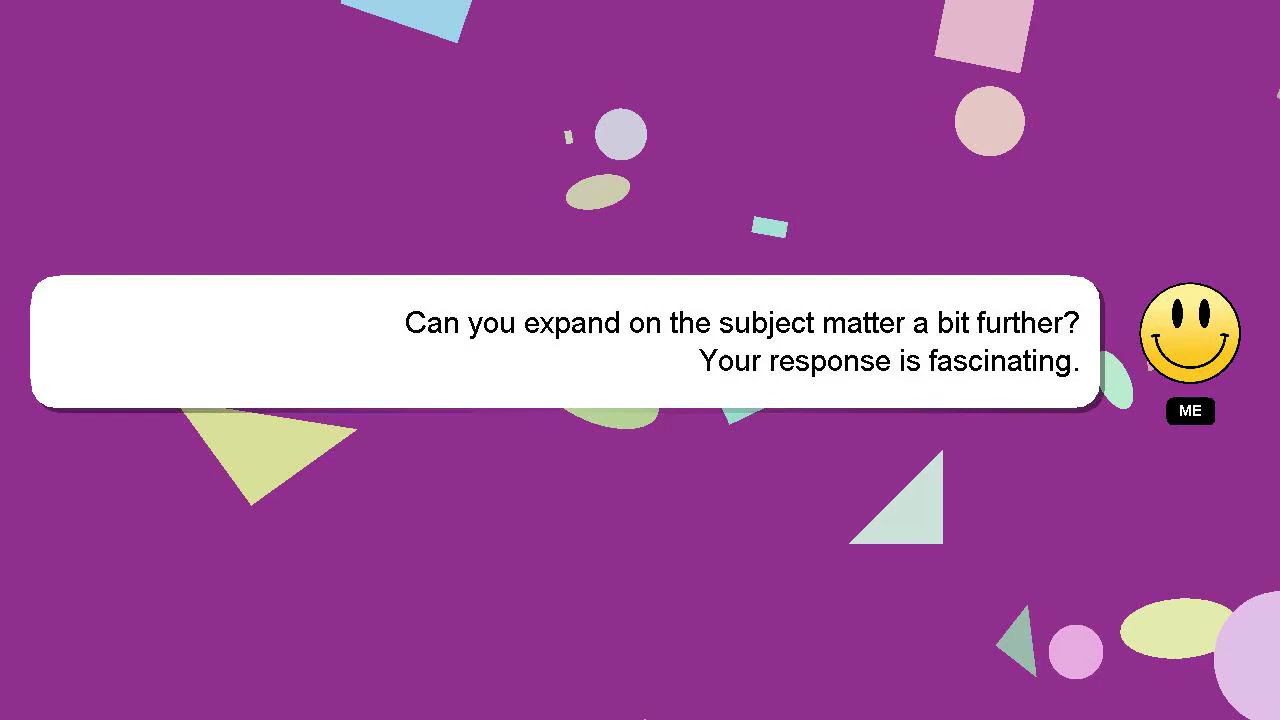 Can you expand on the subject matter a bit further?
Your response is fascinating.
ME